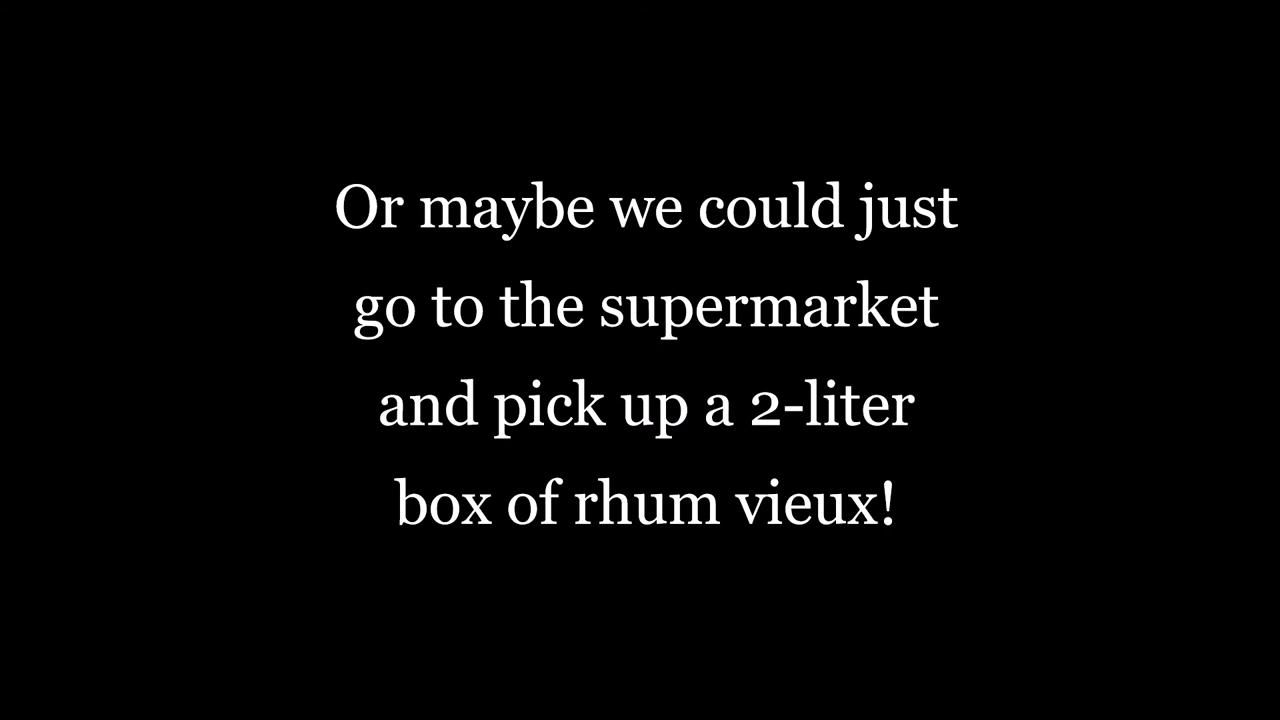 Or maybe we could just
go to the supermarket
and pick up a 2-liter
box of rhum vieux!